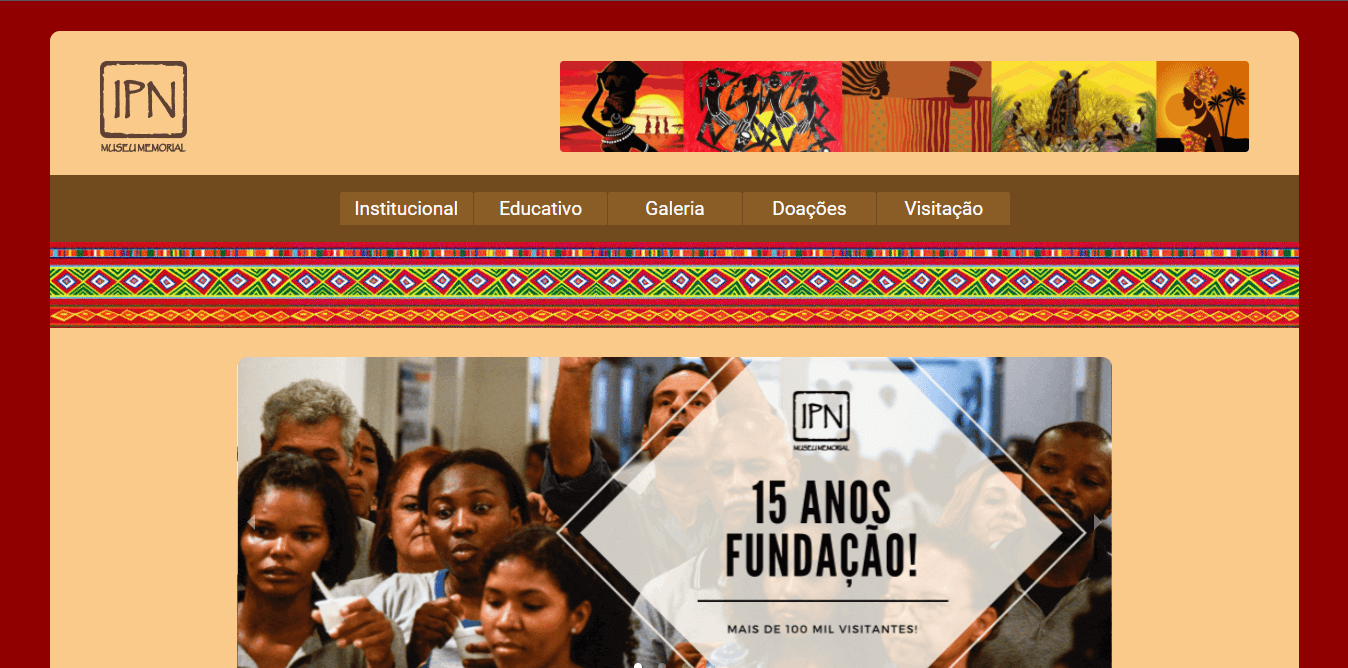 IPN
MUSEU MEMORIAL
Institucional
Educativo
Galeria
Doações
Visitação
IPN
MUSEU MEMORIAL
15 ANOS
FUNDAÇÃO!
MAIS DE 100 MIL VISITANTES!